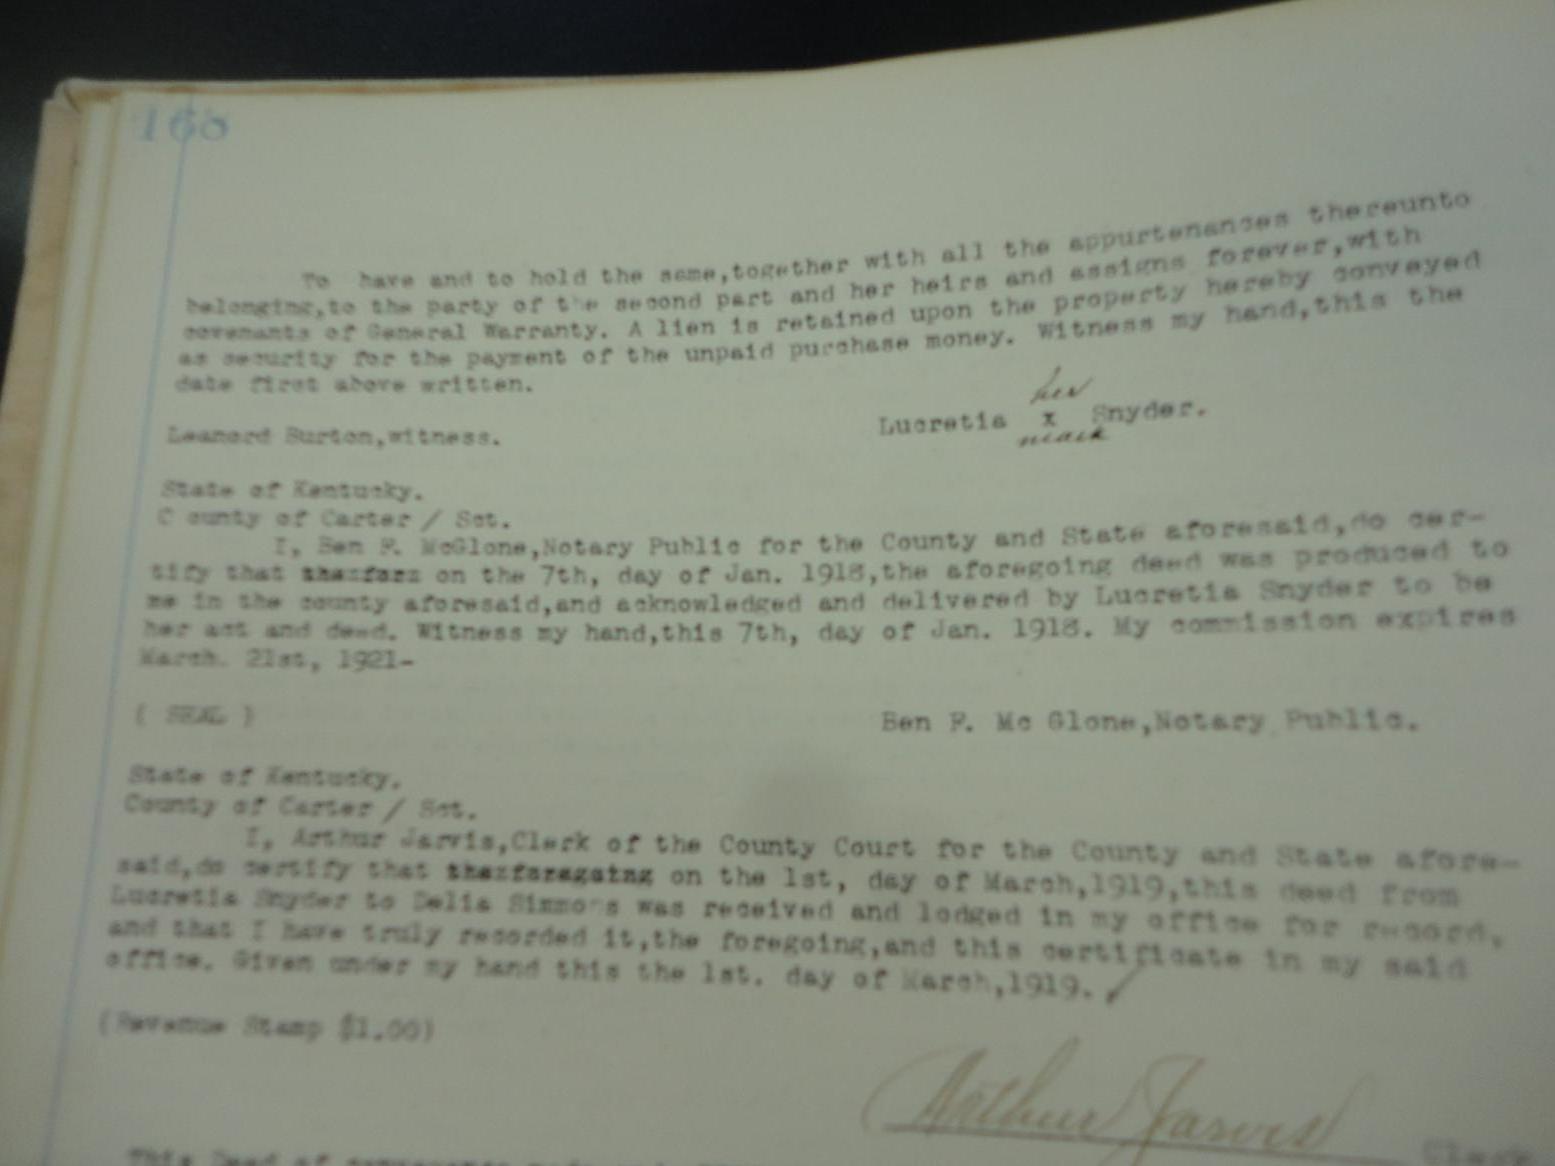 168
To have and to hold the same,together with all the appurtenances thereunto
belonging,to the party of the second part and her heirs and assigns forever,with
covenants of General Warranty. A lien is retained upon the property hereby conveyed
as security for the payment of the unpaid purchase money. Witness my hand,this the
date first above written.
her
Leanord Burton,witness. Lucretia x Snyder.
mark
State of Kentucky.
C ounty of Carter / Sct.
I, Ben F. McGlone,Notary Public for the County and State aforesaid,do cer-
tify that on the 7th, day of Jan. 1918,the aforegoing deed was produced to
me in the county aforesaid,and acknowledged and delivered by Lucretia Snyder to be
her act and deed. Witness my hand,this 7th, day of Jan. 1918. My commission expires
March. 21st, 1921-
( SEAL ) Ben F. Mc Glone,Notary Public.
State of Kentucky.
County of Carter / Sct.
I, Arthur Jarvis,Clerk of the County Court for the County and State afore-
said,do certify that on the 1st, day of March,1919,this deed from
Lucretia Snyder to Delia Simmons was received and lodged in my office for record,
and that I have truly recorded it,the foregoing,and this certificate in my said
office. Given under my hand this the 1st. day of March,1919.
(Revenue Stamp $1.00)
Arthur Jarvis Clerk
This Deed of conveyance